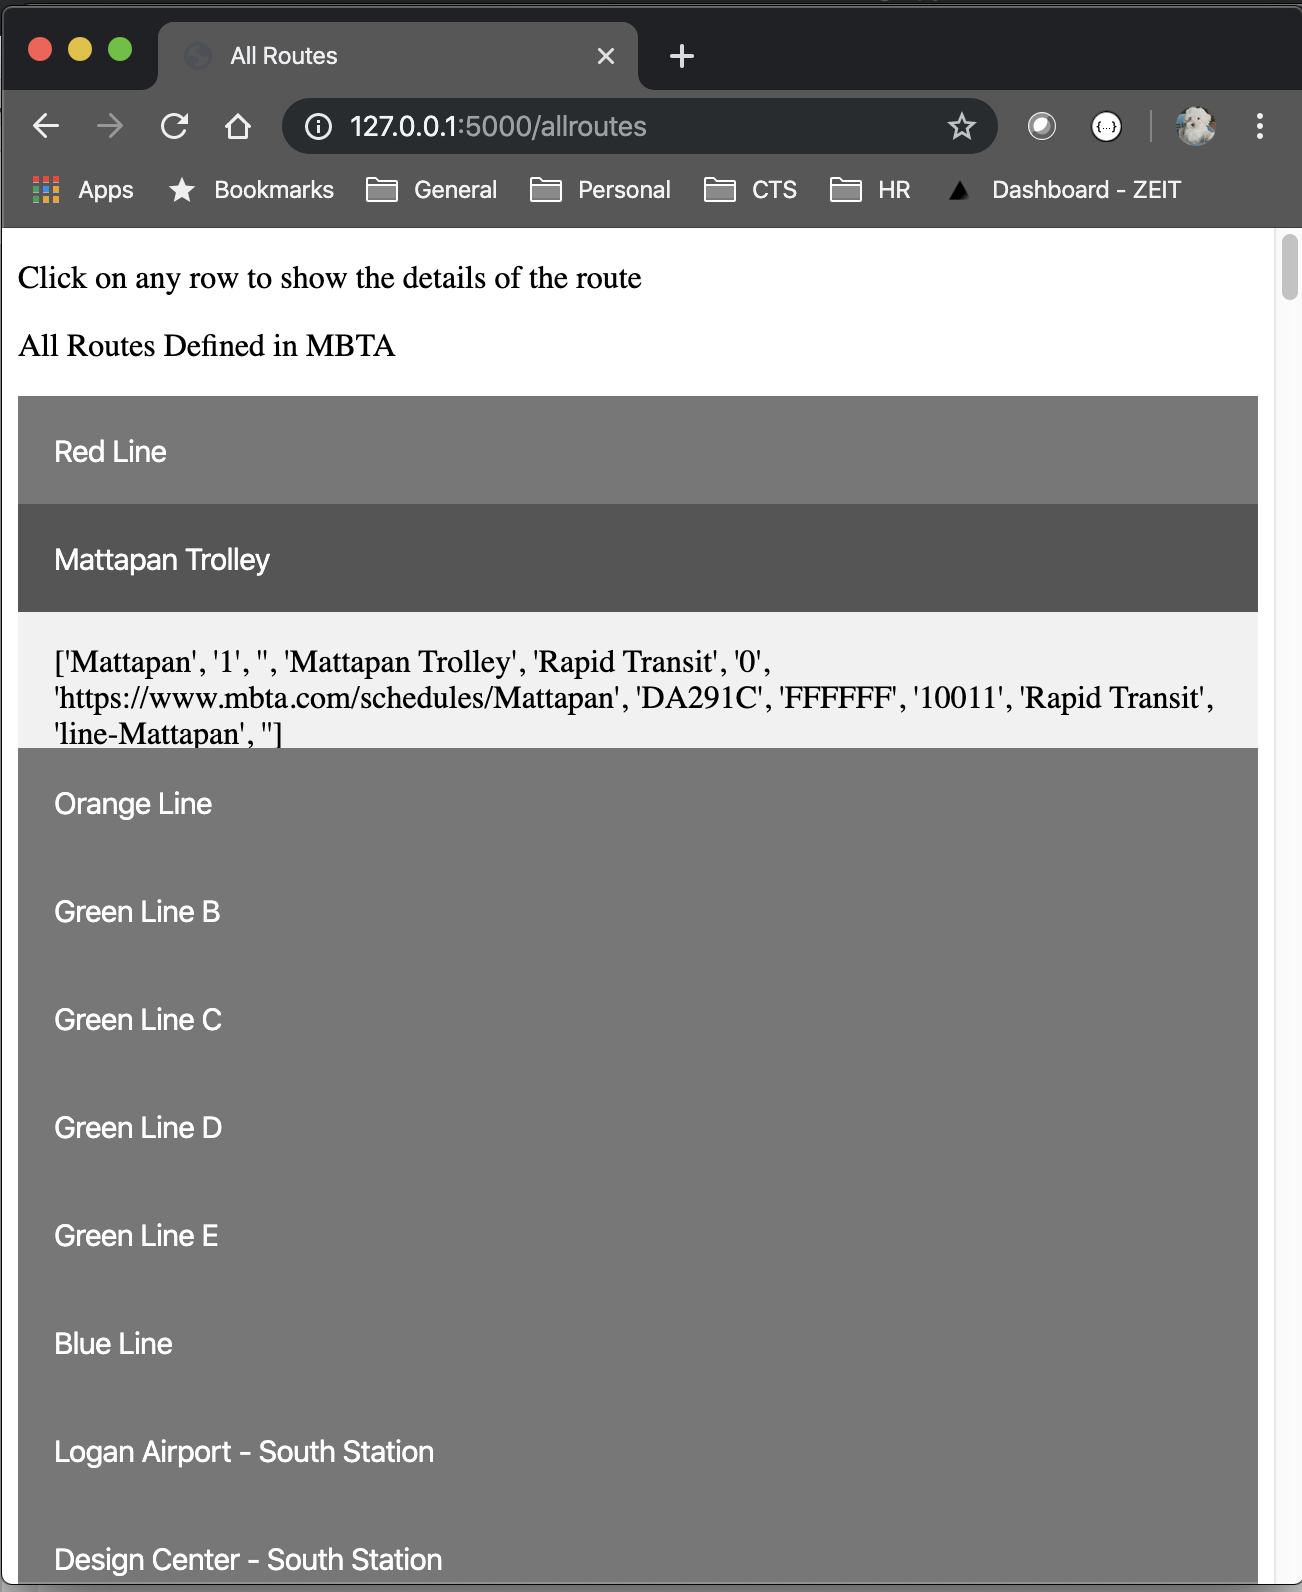 All Routes
127.0.0.1:5000/allroutes
{...}
Apps Bookmarks General Personal CTS HR Dashboard - ZEIT
Click on any row to show the details of the route
All Routes Defined in MBTA
Red Line
Mattapan Trolley
['Mattapan', '1', '', 'Mattapan Trolley', 'Rapid Transit', '0',
'https://www.mbta.com/schedules/Mattapan', 'DA291C', 'FFFFFF', '10011', 'Rapid Transit',
'line-Mattapan', '']
Orange Line
Green Line B
Green Line C
Green Line D
Green Line E
Blue Line
Logan Airport - South Station
Design Center - South Station